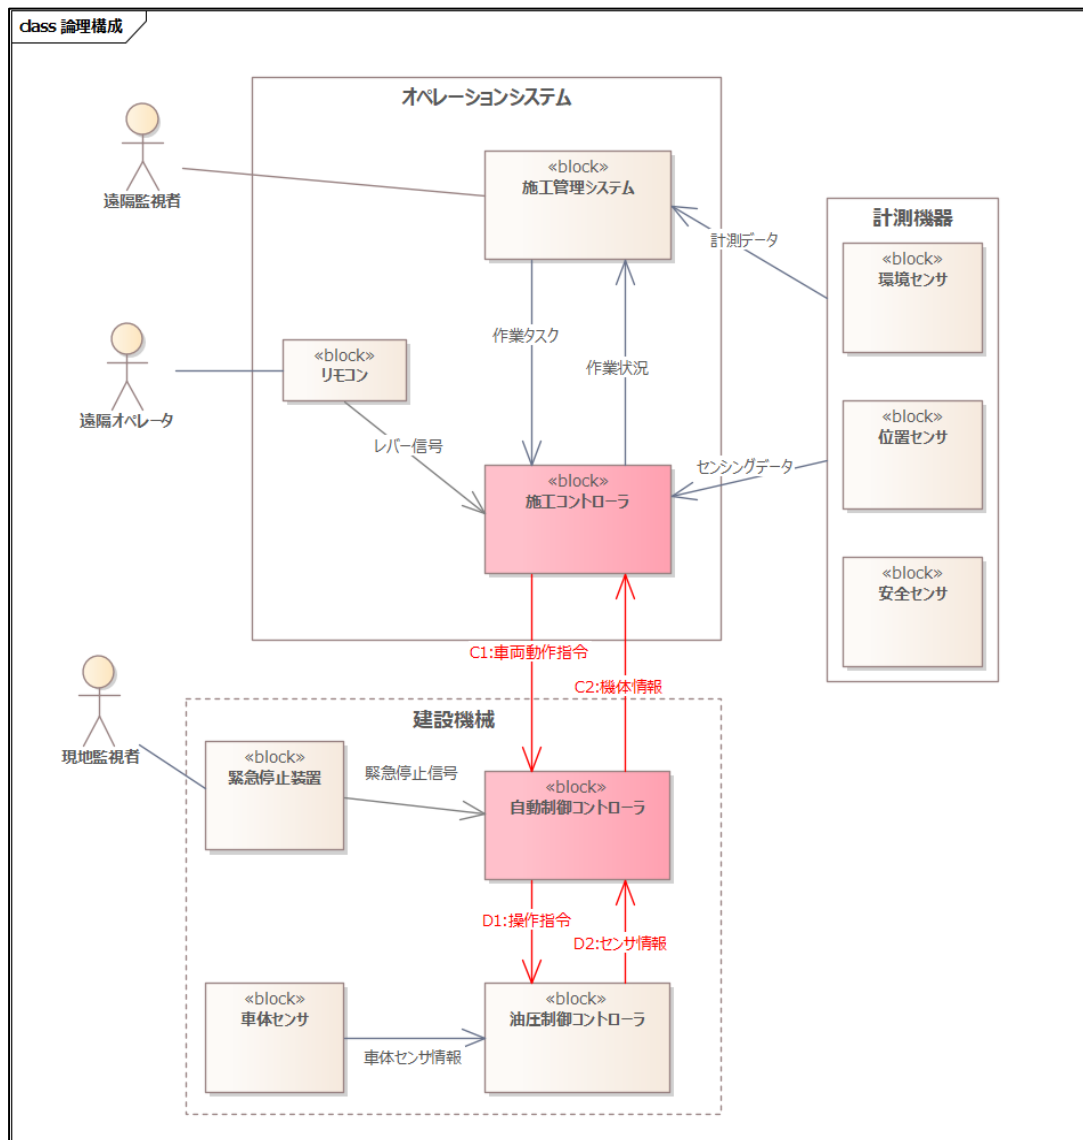 class 論理構成
オペレーションシステム
遠隔監視者
«block»
施工管理システム
計測機器
計測データ
«block»
環境センサ
作業タスク
作業状況
遠隔オペレータ
«block»
リモコン
レバー信号
«block»
位置センサ
センシングデータ
«block»
施工コントローラ
«block»
安全センサ
C1:車両動作指令
C2:機体情報
現地監視者
建設機械
«block»
緊急停止装置
緊急停止信号
«block»
自動制御コントローラ
D1:操作指令
D2:センサ情報
«block»
車体センサ
車体センサ情報
«block»
油圧制御コントローラ